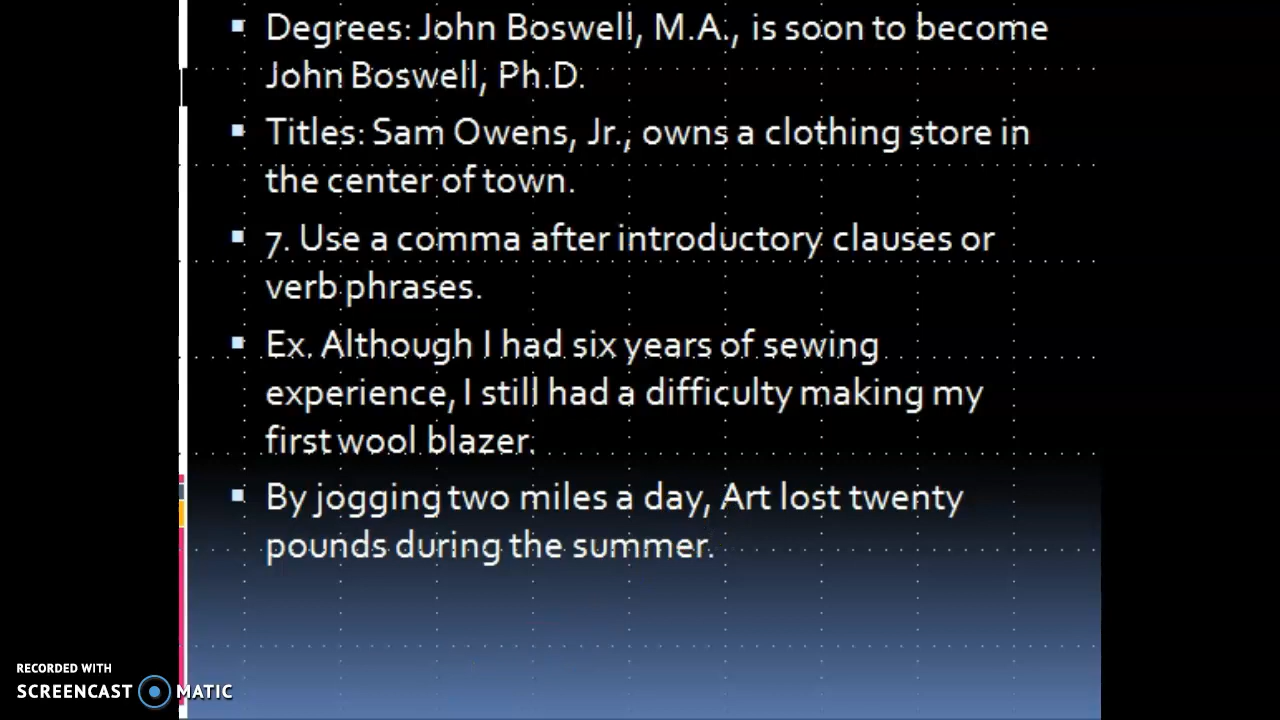 Degrees: John Boswell, M.A., is soon to become
John Boswell, Ph.D.
Titles: Sam Owens, Jr., owns a clothing store in
the center of town.
7. Use a comma after introductory clauses or
verb phrases.
Ex. Although I had six years of sewing
experience, I still had a difficulty making my
first wool blazer.
By jogging two miles a day, Art lost twenty
pounds during the summer.
RECORDED WITH
SCREENCAST MATIC